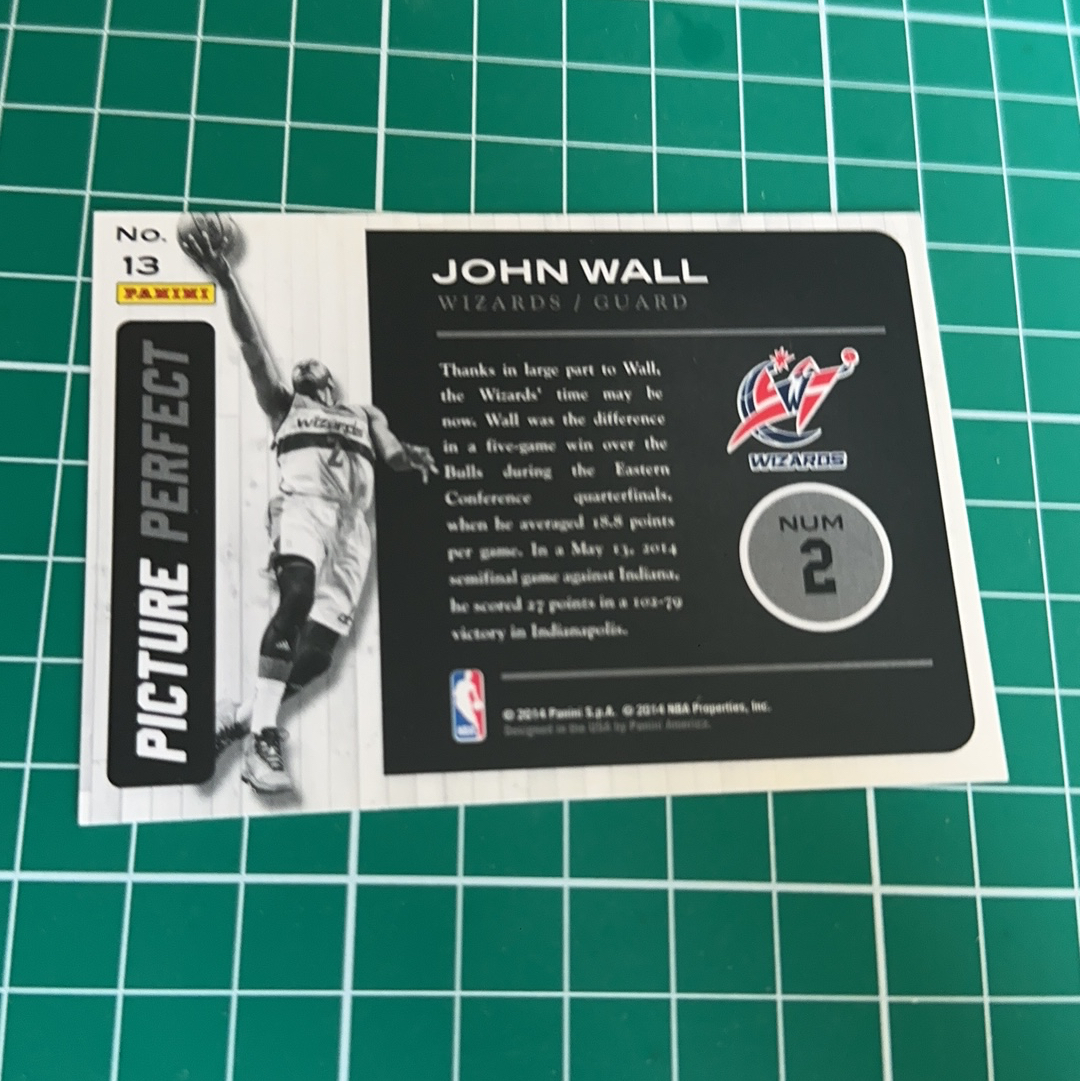 No.
13
PANINI
PICTURE PERFECT
wizards
2
JOHN WALL
WIZARDS / GUARD
Thanks in large part to Wall,
the Wizards' time may be
now. Wall was the difference
in a five-game win over the
Bulls during the Eastern
Conference quarterfinals,
when he averaged 18.8 points
per game. In a May 13, 2014
semifinal game against Indiana,
he scored 27 points in a 102-79
victory in Indianapolis.
WIZARDS
NUM
2
NBA
© 2014 Panini S.p.A. © 2014 NBA Properties, Inc.
Designed in the USA by Panini America.